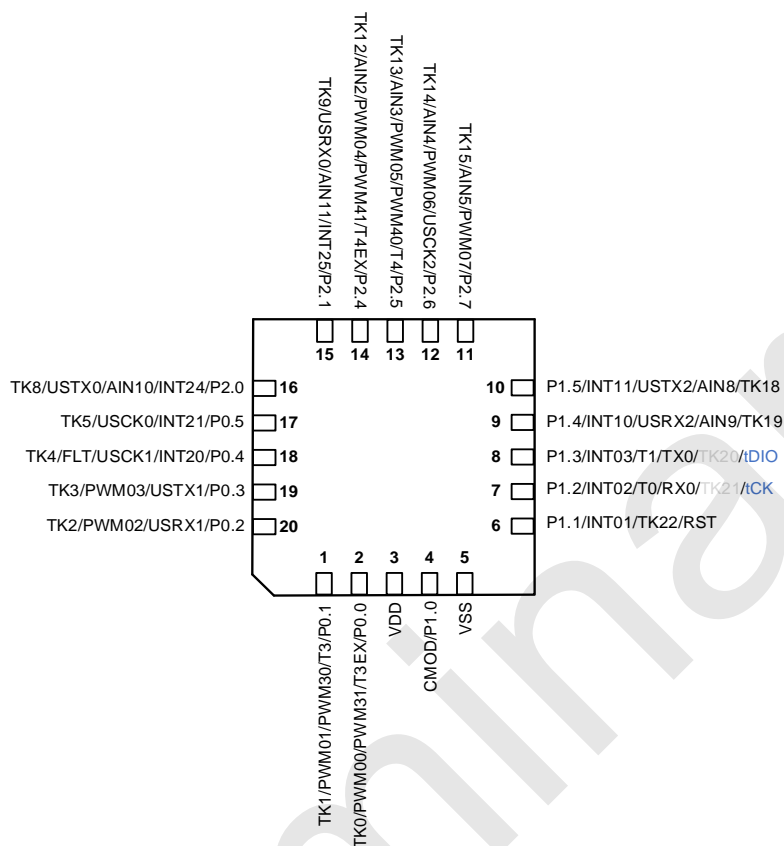 TK9/USRX0/AIN11/INT25/P2.1
TK12/AIN2/PWM04/PWM41/T4EX/P2.4
TK13/AIN3/PWM05/PWM40/T4/P2.5
TK14/AIN4/PWM06/USCK2/P2.6
TK15/AIN5/PWM07/P2.7
15
14
13
12
11
TK8/USTX0/AIN10/INT24/P2.0
16
10
P1.5/INT11/USTX2/AIN8/TK18
TK5/USCK0/INT21/P0.5
17
9
P1.4/INT10/USRX2/AIN9/TK19
TK4/FLT/USCK1/INT20/P0.4
18
8
P1.3/INT03/T1/TX0/TK20/tDIO
TK3/PWM03/USTX1/P0.3
19
7
P1.2/INT02/T0/RX0/TK21/tCK
TK2/PWM02/USRX1/P0.2
20
6
P1.1/INT01/TK22/RST
1
2
3
4
5
TK1/PWM01/PWM30/T3/P0.1
TK0/PWM00/PWM31/T3EX/P0.0
VDD
CMOD/P1.0
VSS